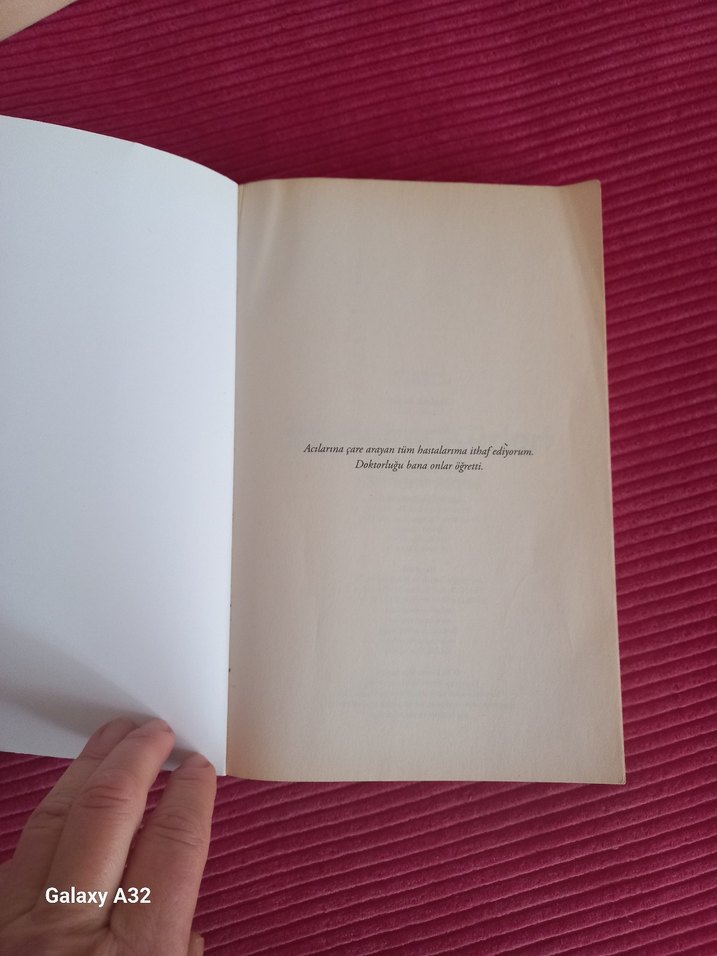 Acılarına çare arayan tüm hastalarıma ithaf ediyorum.
Doktorluğu bana onlar öğretti.
Galaxy A32